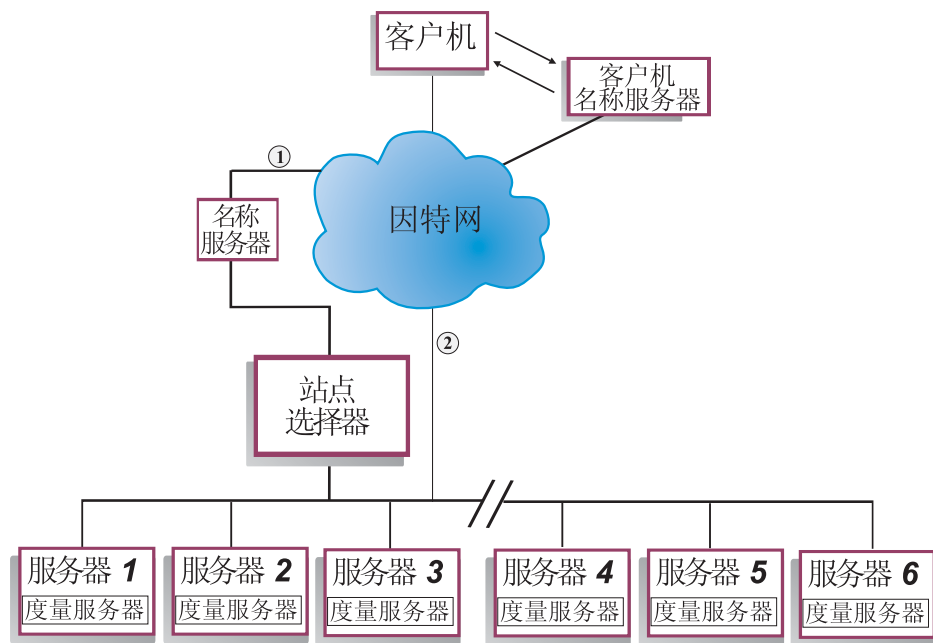 客户机
客户机
名称服务器
①
因特网
名称
服务器
②
站点
选择器
服务器 1
度量服务器
服务器 2
度量服务器
服务器 3
度量服务器
服务器 4
度量服务器
服务器 5
度量服务器
服务器 6
度量服务器